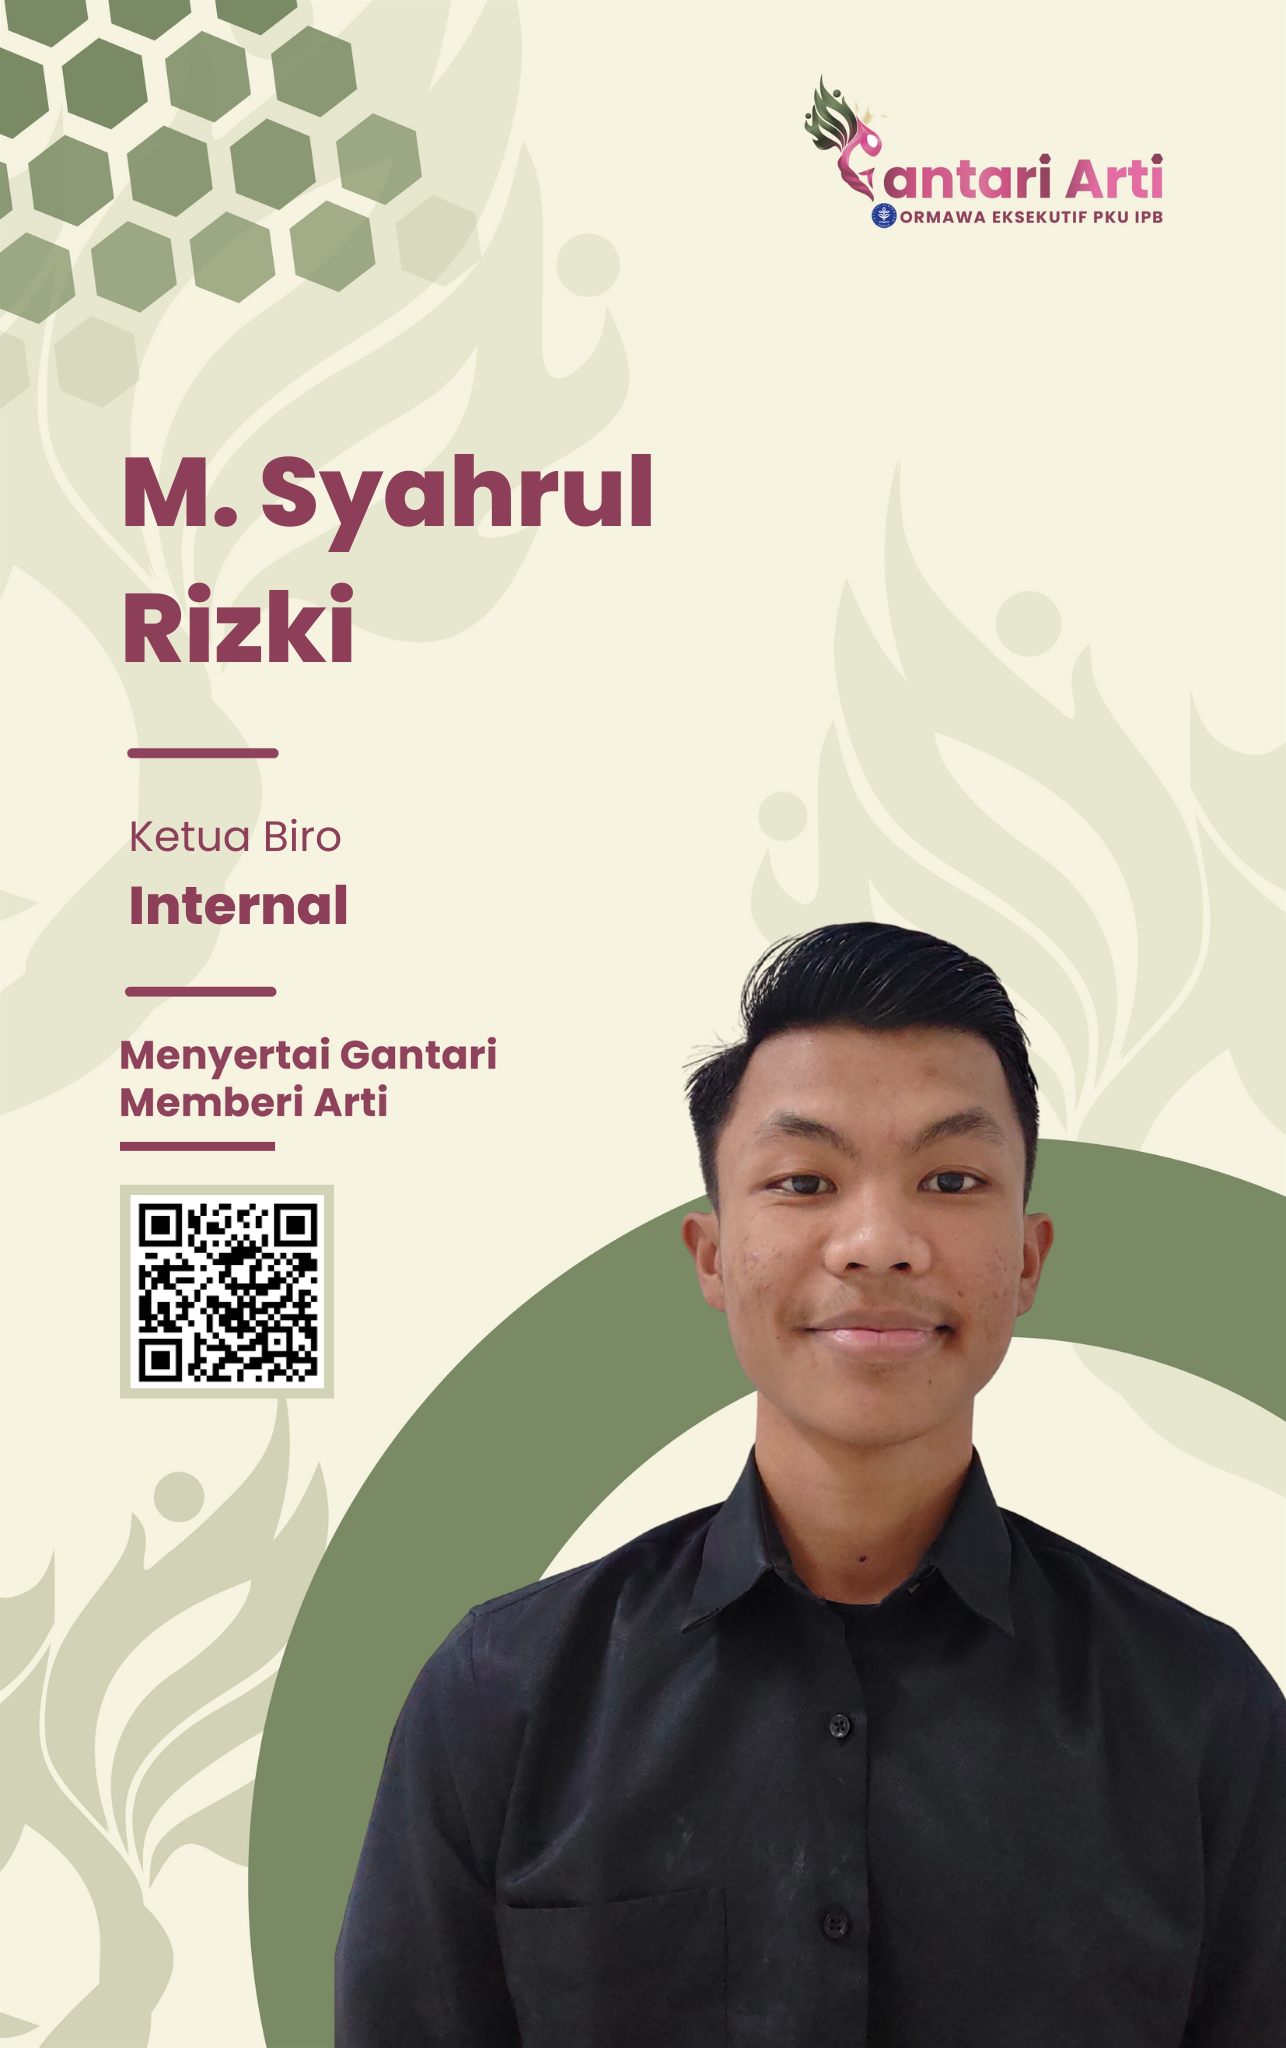 Gantari Arti
ORMAWA EKSEKUTIF PKU IPB
M. Syahrul
Rizki
Ketua Biro
Internal
Menyertai Gantari
Memberi Arti